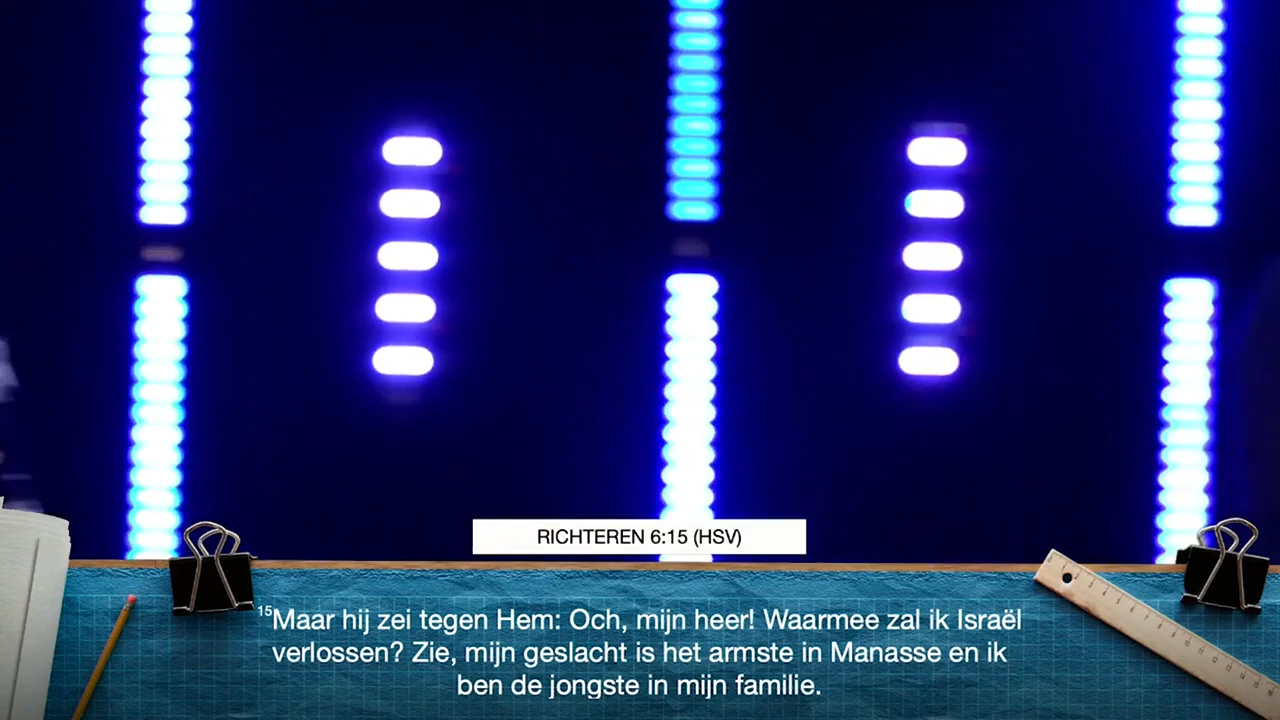 RICHTEREN 6:15 (HSV)
15Maar hij zei tegen Hem: Och, mijn heer! Waarmee zal ik Israël
verlossen? Zie, mijn geslacht is het armste in Manasse en ik
ben de jongste in mijn familie.